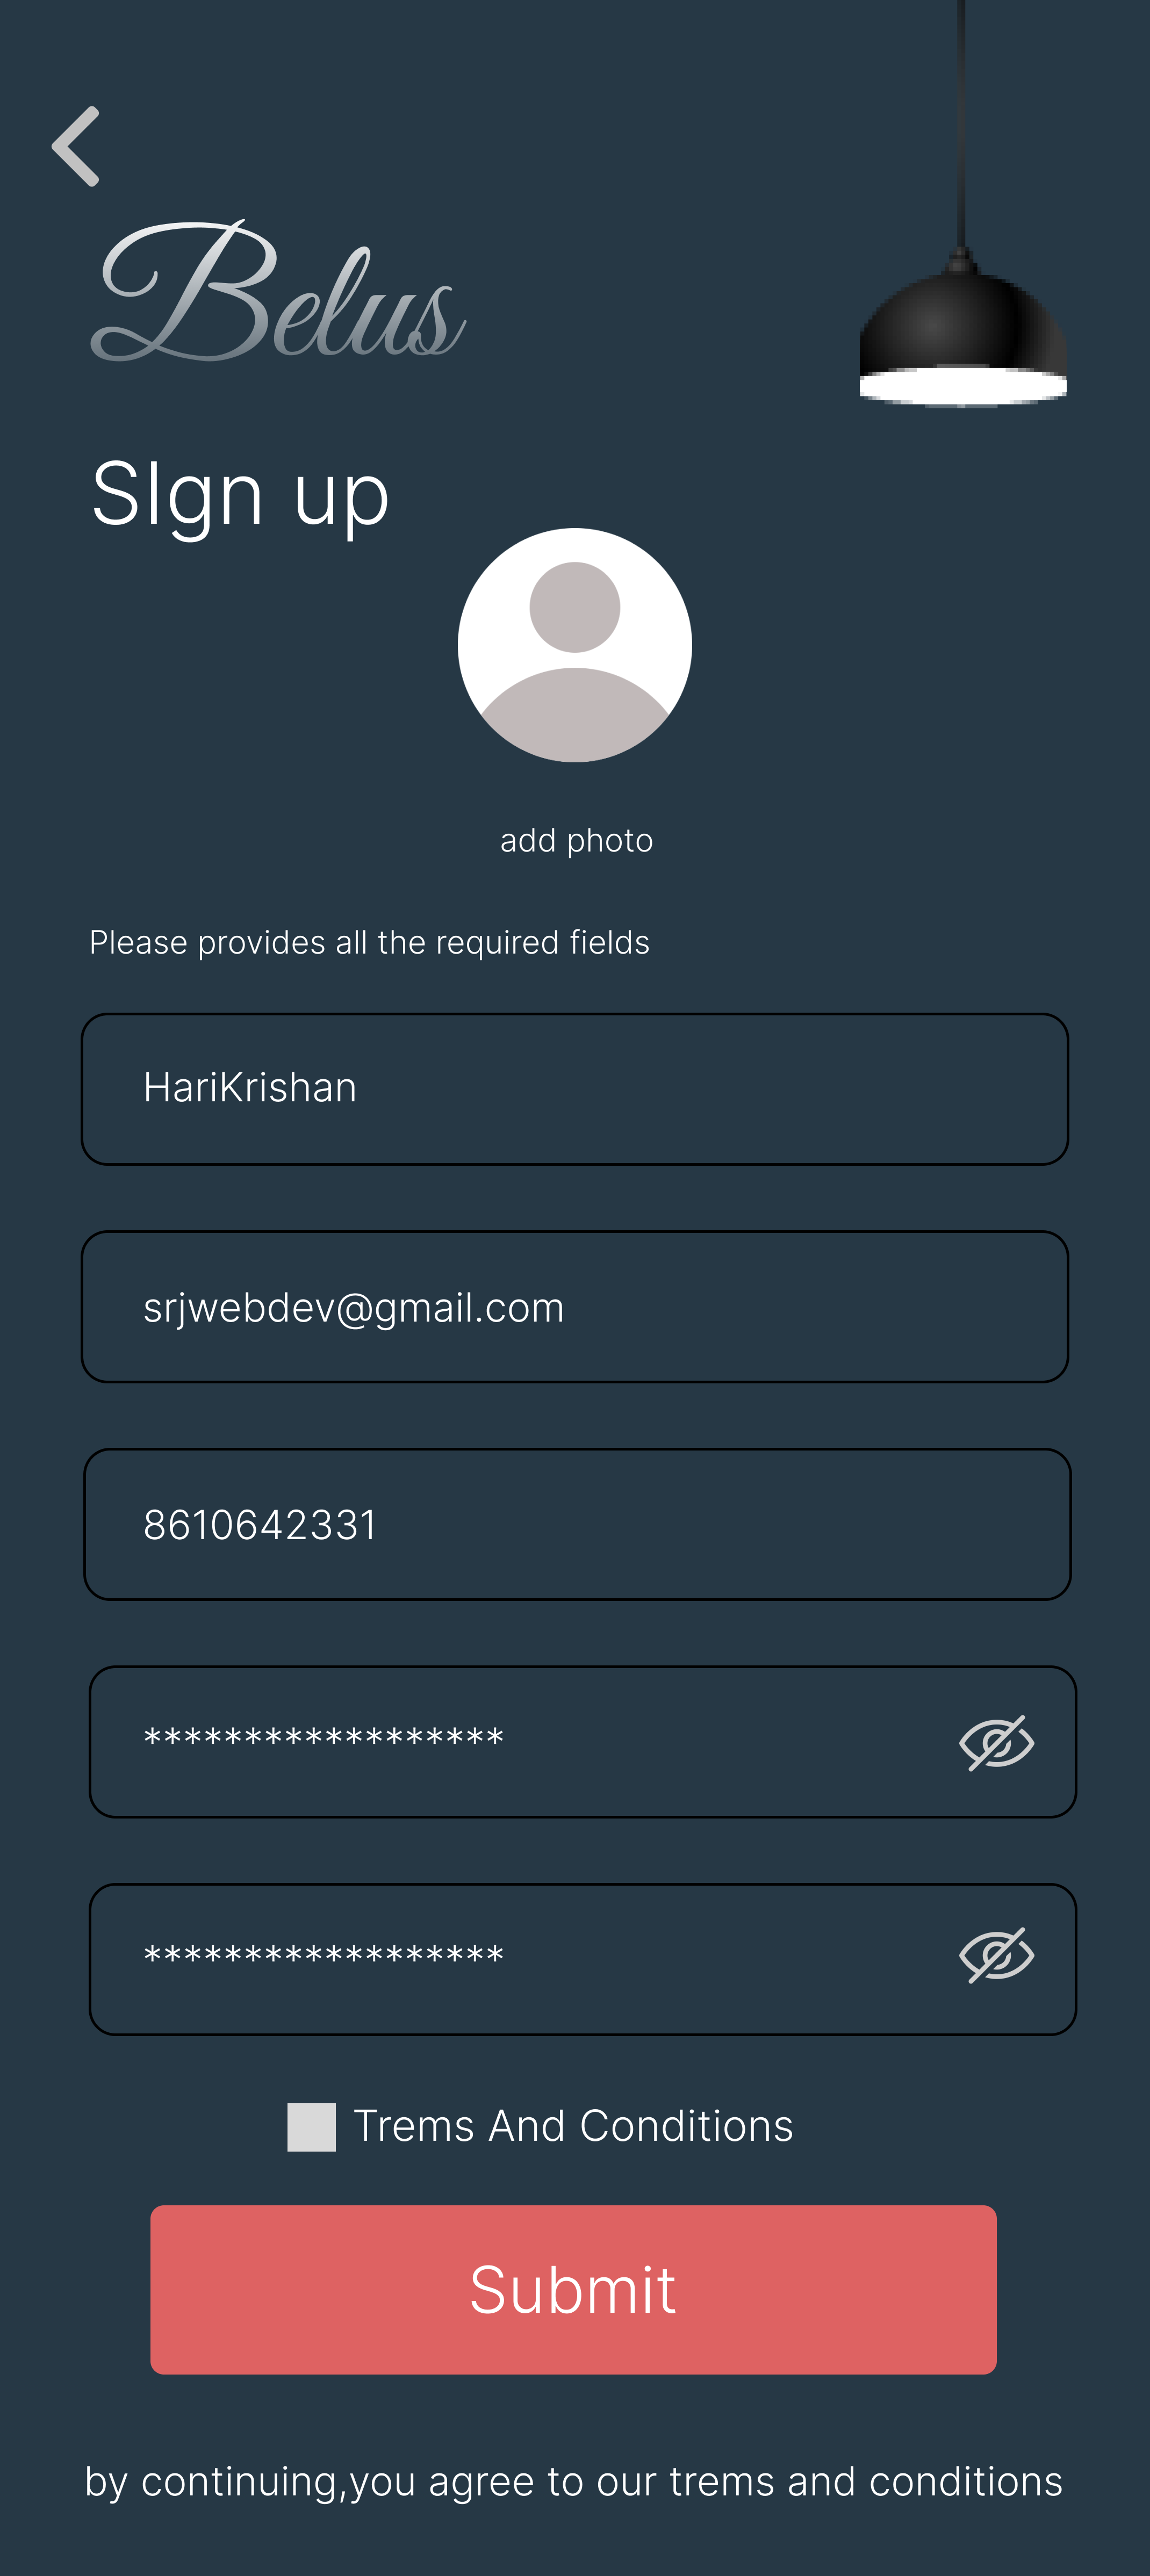 Belus
SIgn up
add photo
Please provides all the required fields
HariKrishan
srjwebdev@gmail.com
8610642331
******************
******************
Trems And Conditions
Submit
by continuing,you agree to our trems and conditions